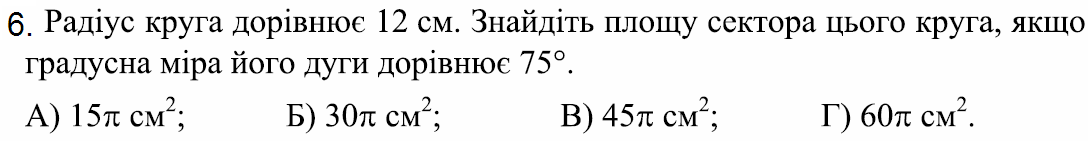 6. Радіус круга дорівнює 12 см. Знайдіть площу сектора цього круга, якщо
градусна міра його дуги дорівнює 75°.
А) 15π см²; Б) 30π см²; В) 45π см²; Г) 60π см².